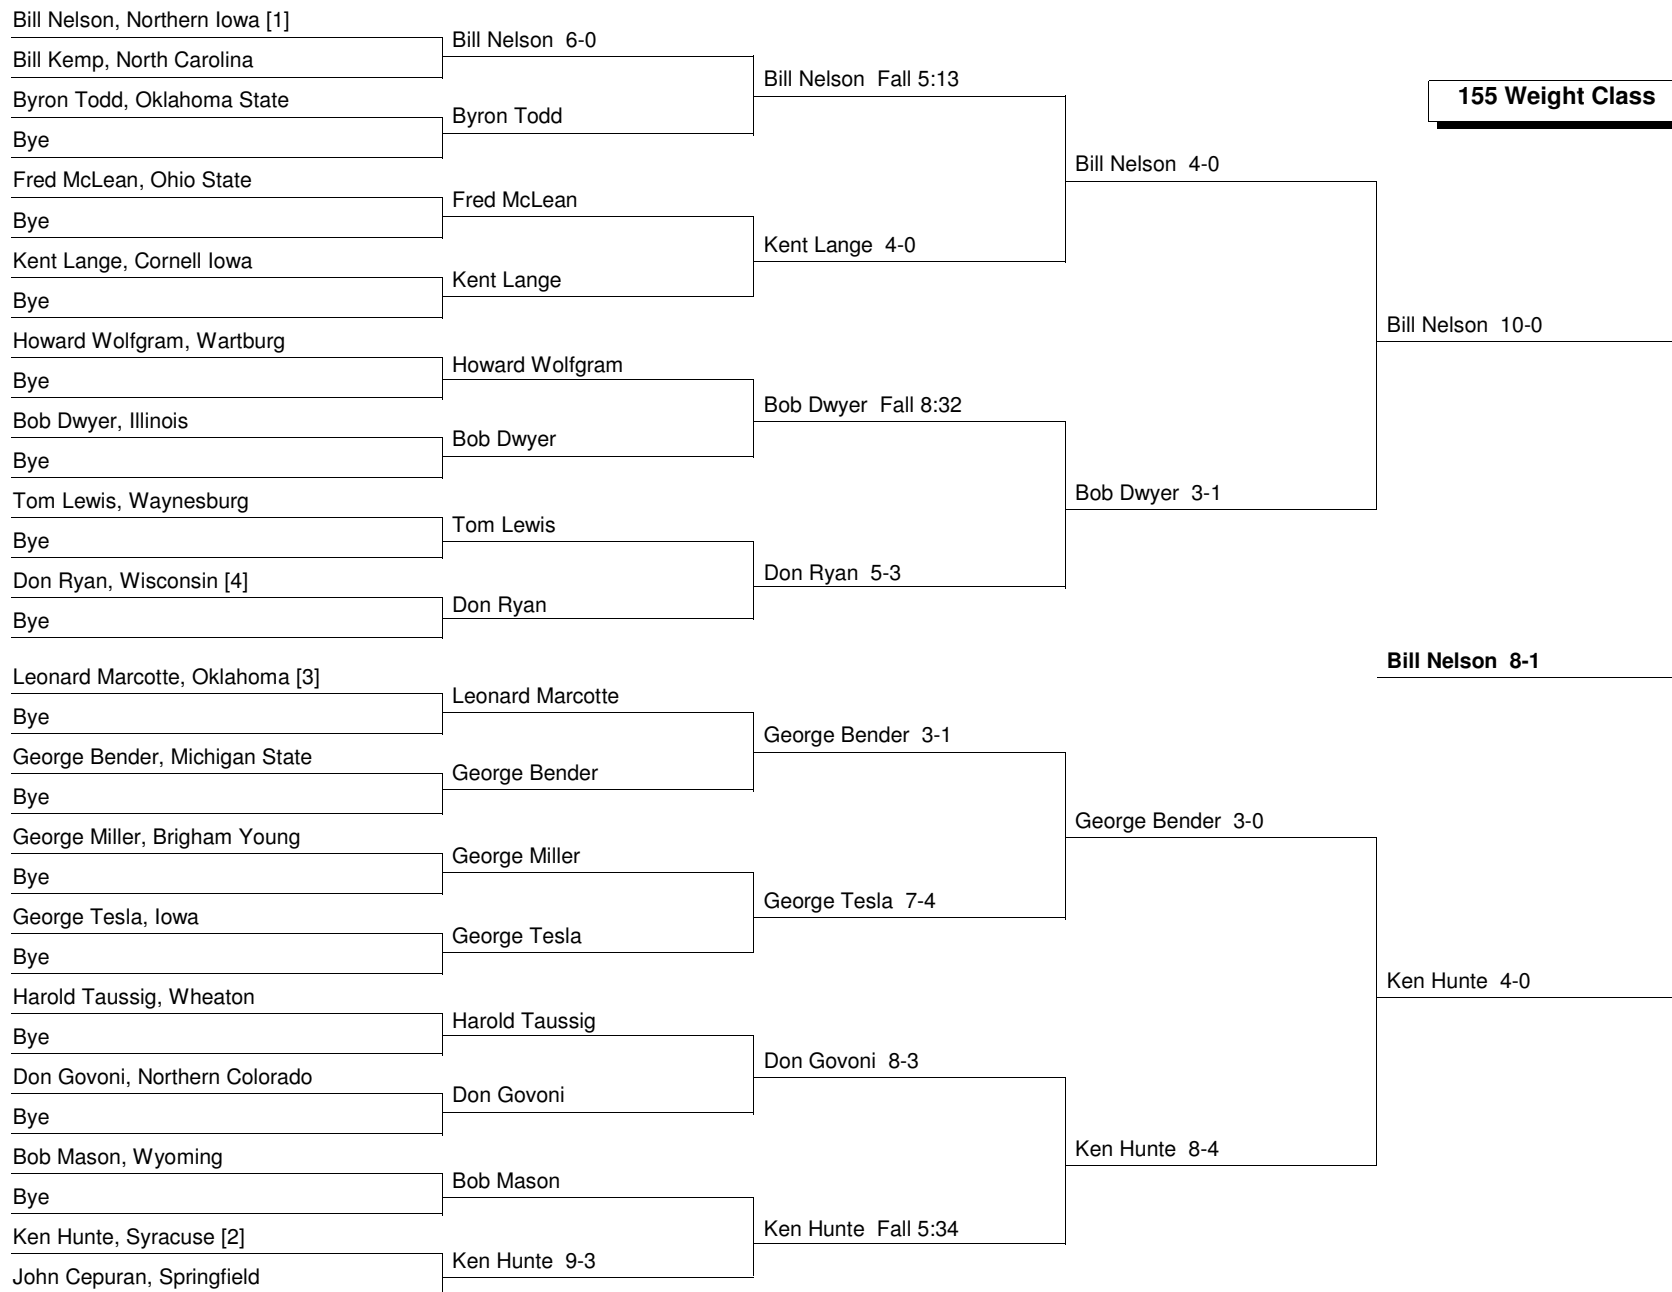 155 Weight Class
Bill Nelson, Northern Iowa [1]
Bill Kemp, North Carolina
Byron Todd, Oklahoma State
Bye
Fred McLean, Ohio State
Bye
Kent Lange, Cornell Iowa
Bye
Howard Wolfgram, Wartburg
Bye
Bob Dwyer, Illinois
Bye
Tom Lewis, Waynesburg
Bye
Don Ryan, Wisconsin [4]
Bye
Leonard Marcotte, Oklahoma [3]
Bye
George Bender, Michigan State
Bye
George Miller, Brigham Young
Bye
George Tesla, Iowa
Bye
Harold Taussig, Wheaton
Bye
Don Govoni, Northern Colorado
Bye
Bob Mason, Wyoming
Bye
Ken Hunte, Syracuse [2]
John Cepuran, Springfield
Bill Nelson 6-0
Byron Todd
Fred McLean
Kent Lange
Howard Wolfgram
Bob Dwyer
Tom Lewis
Don Ryan
Leonard Marcotte
George Bender
George Miller
George Tesla
Harold Taussig
Don Govoni
Bob Mason
Ken Hunte 9-3
Bill Nelson Fall 5:13
Kent Lange 4-0
Bob Dwyer Fall 8:32
Don Ryan 5-3
George Bender 3-1
George Tesla 7-4
Don Govoni 8-3
Ken Hunte Fall 5:34
Bill Nelson 4-0
Bob Dwyer 3-1
George Bender 3-0
Ken Hunte 8-4
Bill Nelson 10-0
Bill Nelson 8-1
Ken Hunte 4-0